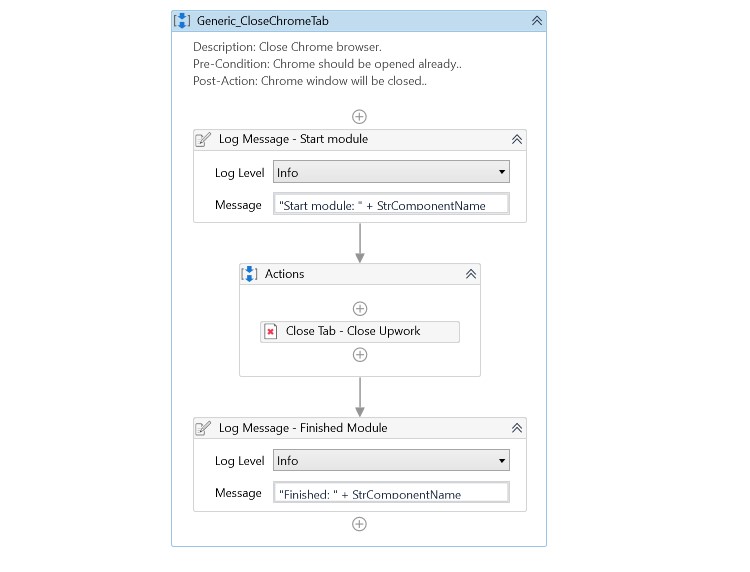 Generic_CloseChromeTab
Description: Close Chrome browser.
Pre-Condition: Chrome should be opened already..
Post-Action: Chrome window will be closed..
Log Message - Start module
Log Level Info
Message "Start module: " + StrComponentName
Actions
Close Tab - Close Upwork
Log Message - Finished Module
Log Level Info
Message "Finished: " + StrComponentName